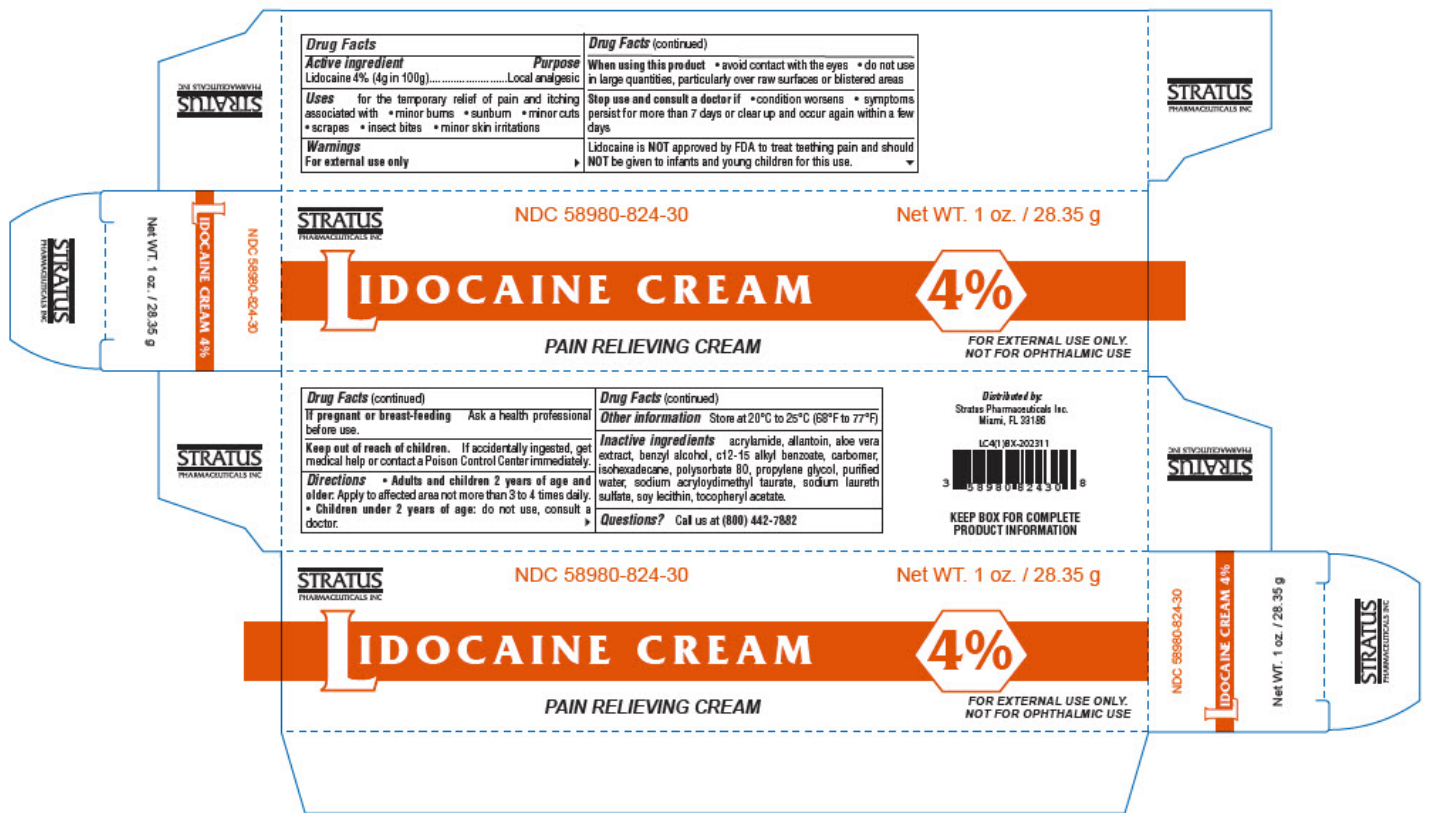 STRATUS
PHARMACEUTICALS INC
Drug Facts
Active ingredient Purpose
Lidocaine 4% (4g in 100g).........................Local analgesic
Uses for the temporary relief of pain and itching
associated with • minor burns • sunburn • minor cuts
• scrapes • insect bites • minor skin irritations
Warnings
For external use only
Drug Facts (continued)
When using this product • avoid contact with the eyes • do not use
in large quantities, particularly over raw surfaces or blistered areas
Stop use and consult a doctor if • condition worsens • symptoms
persist for more than 7 days or clear up and occur again within a few
days
Lidocaine is NOT approved by FDA to treat teething pain and should
NOT be given to infants and young children for this use.
STRATUS
PHARMACEUTICALS INC
STRATUS
PHARMACEUTICALS INC
Net WT. 1 oz. / 28.35 g
LIDOCAINE CREAM 4%
NDC 58980-824-30
STRATUS
PHARMACEUTICALS INC
NDC 58980-824-30
Net WT. 1 oz. / 28.35 g
LIDOCAINE CREAM 4%
PAIN RELIEVING CREAM
FOR EXTERNAL USE ONLY.
NOT FOR OPHTHALMIC USE
STRATUS
PHARMACEUTICALS INC
Drug Facts (continued)
If pregnant or breast-feeding Ask a health professional
before use.
Keep out of reach of children. If accidentally ingested, get
medical help or contact a Poison Control Center immediately.
Directions • Adults and children 2 years of age and
older: Apply to affected area not more than 3 to 4 times daily.
• Children under 2 years of age: do not use, consult a
doctor.
Drug Facts (continued)
Other information Store at 20°C to 25°C (68°F to 77°F)
Inactive ingredients acrylamide, allantoin, aloe vera
extract, benzyl alcohol, c12-15 alkyl benzoate, carbomer,
isohexadecane, polysorbate 80, propylene glycol, purified
water, sodium acryloydimethyl taurate, sodium laureth
sulfate, soy lecithin, tocopheryl acetate.
Questions? Call us at (800) 442-7882
Distributed by:
Stratus Pharmaceuticals Inc.
Miami, FL 33186
LC4(1)BX-202311
3 58980 82430 8
KEEP BOX FOR COMPLETE
PRODUCT INFORMATION
STRATUS
PHARMACEUTICALS INC
STRATUS
PHARMACEUTICALS INC
NDC 58980-824-30
Net WT. 1 oz. / 28.35 g
LIDOCAINE CREAM 4%
PAIN RELIEVING CREAM
FOR EXTERNAL USE ONLY.
NOT FOR OPHTHALMIC USE
NDC 58980-824-30
LIDOCAINE CREAM 4%
Net WT. 1 oz. / 28.35 g
STRATUS
PHARMACEUTICALS INC